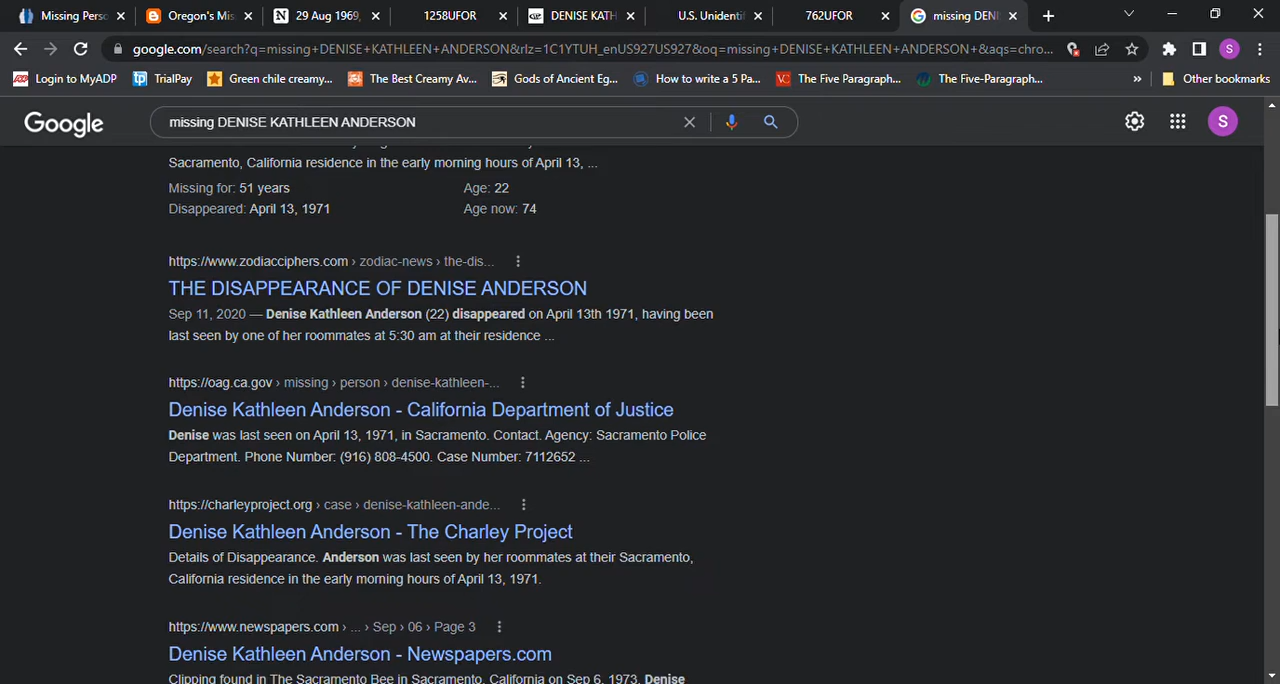 Missing Perso
Oregon's Mis
29 Aug 1969,
1258UFOR
DENISE KATH
U.S. Unidentif
762UFOR
missing DENI
google.com/search?q=missing+DENISE+KATHLEEN+ANDERSON&rlz=1C1YTUH_enUS927US927&oq=missing+DENISE+KATHLEEN+ANDERSON+&aqs=chro...
S
Login to MyADP
TrialPay
Green chile creamy...
The Best Creamy Av...
Gods of Ancient Eg...
How to write a 5 Pa...
The Five Paragraph...
The Five-Paragraph...
»
Other bookmarks
Google
missing DENISE KATHLEEN ANDERSON
S
Sacramento, California residence in the early morning hours of April 13, ...
Missing for: 51 years Age: 22
Disappeared: April 13, 1971 Age now: 74
https://www.zodiacciphers.com › zodiac-news › the-dis...
THE DISAPPEARANCE OF DENISE ANDERSON
Sep 11, 2020 — Denise Kathleen Anderson (22) disappeared on April 13th 1971, having been
last seen by one of her roommates at 5:30 am at their residence ...
https://oag.ca.gov › missing › person › denise-kathleen-...
Denise Kathleen Anderson - California Department of Justice
Denise was last seen on April 13, 1971, in Sacramento. Contact. Agency: Sacramento Police
Department. Phone Number: (916) 808-4500. Case Number: 7112652 ...
https://charleyproject.org › case › denise-kathleen-ande...
Denise Kathleen Anderson - The Charley Project
Details of Disappearance. Anderson was last seen by her roommates at their Sacramento,
California residence in the early morning hours of April 13, 1971.
https://www.newspapers.com › ... › Sep › 06 › Page 3
Denise Kathleen Anderson - Newspapers.com
Clipping found in The Sacramento Bee in Sacramento, California on Sep 6, 1973. Denise